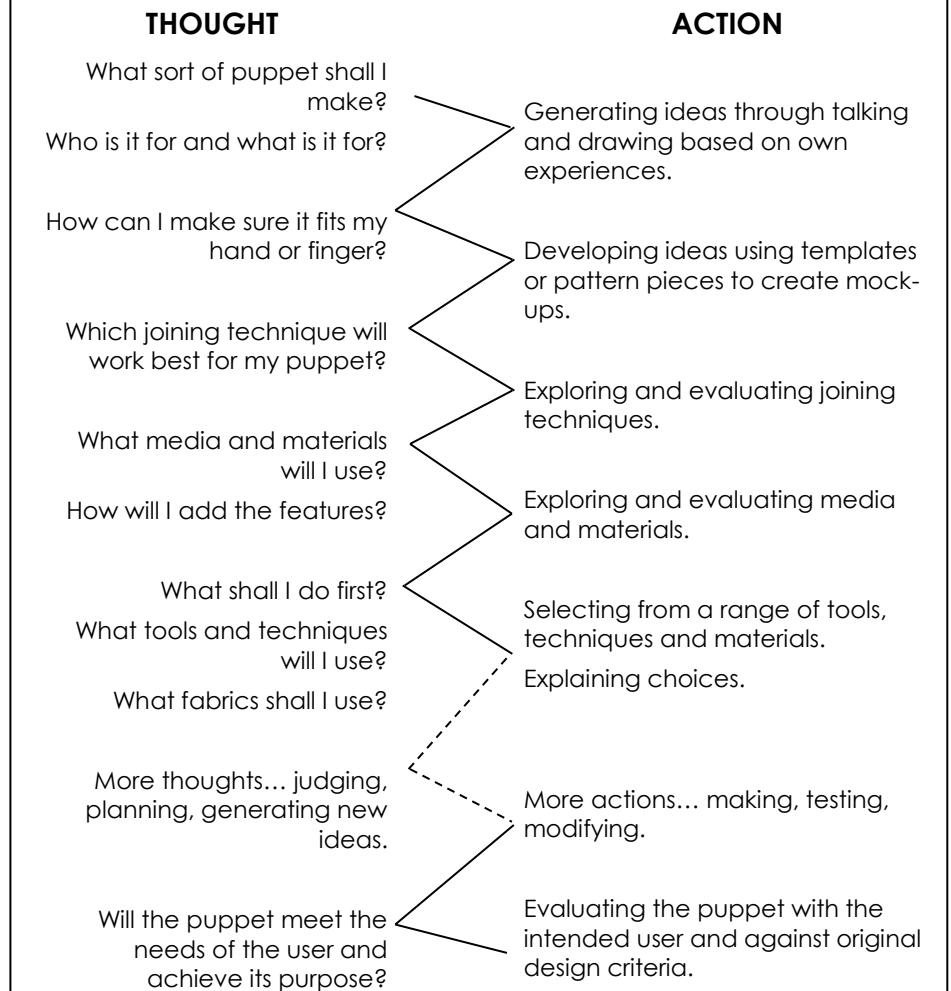 THOUGHT
ACTION
What sort of puppet shall I
make?
Who is it for and what is it for?
Generating ideas through talking
and drawing based on own
experiences.
How can I make sure it fits my
hand or finger?
Developing ideas using templates
or pattern pieces to create mock-
ups.
Which joining technique will
work best for my puppet?
Exploring and evaluating joining
techniques.
What media and materials
will I use?
How will I add the features?
Exploring and evaluating media
and materials.
What shall I do first?
What tools and techniques
will I use?
What fabrics shall I use?
Selecting from a range of tools,
techniques and materials.
Explaining choices.
More thoughts… judging,
planning, generating new
ideas.
More actions… making, testing,
modifying.
Will the puppet meet the
needs of the user and
achieve its purpose?
Evaluating the puppet with the
intended user and against original
design criteria.